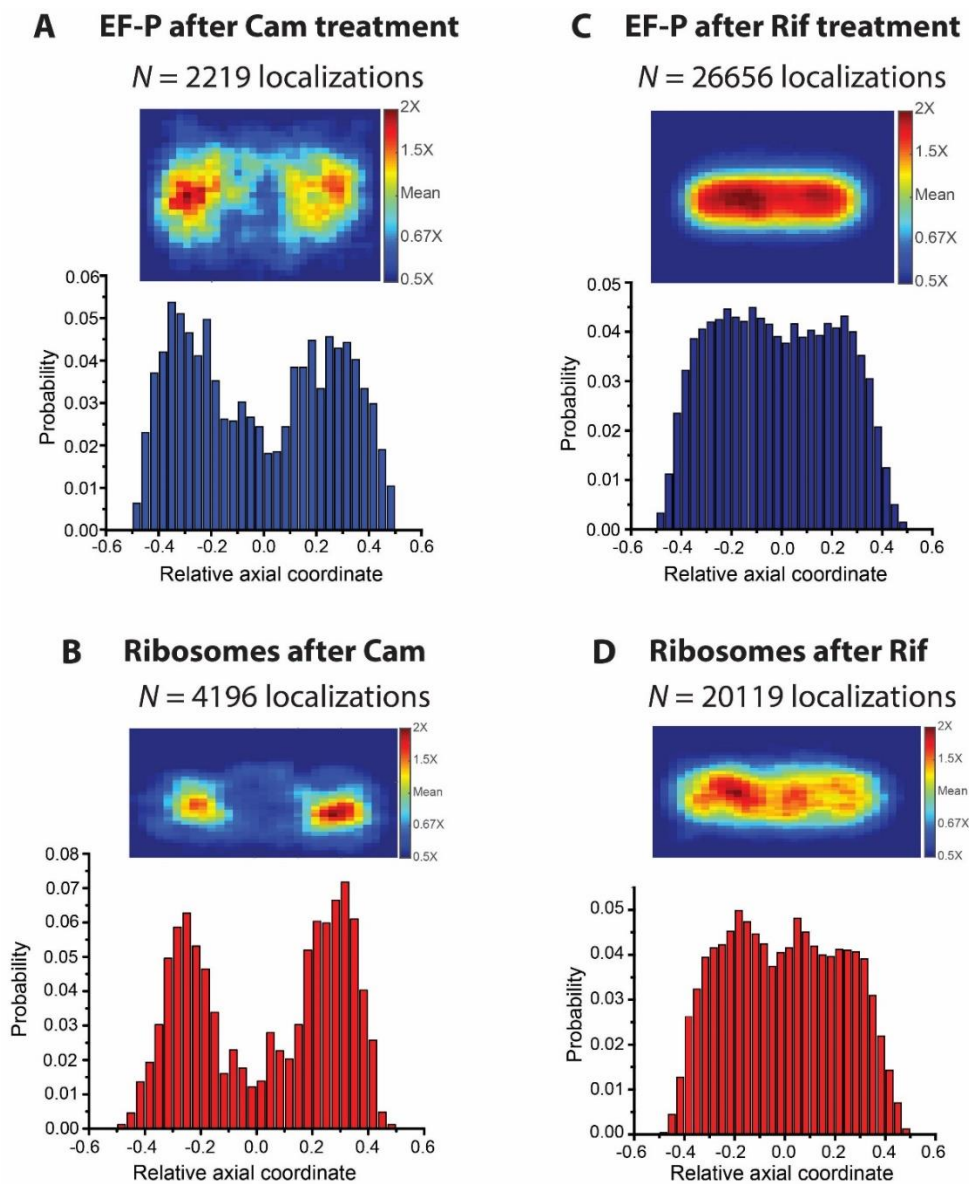 A EF-P after Cam treatment
N = 2219 localizations
2X
1.5X
Mean
0.67X
0.5X
0.06
0.05
0.04
0.03
0.02
0.01
0.00
Probability
-0.6 -0.4 -0.2 0.0 0.2 0.4 0.6
Relative axial coordinate
C EF-P after Rif treatment
N = 26656 localizations
2X
1.5X
Mean
0.67X
0.5X
0.05
0.04
0.03
0.02
0.01
0.00
Probability
-0.6 -0.4 -0.2 0.0 0.2 0.4 0.6
Relative axial coordinate
B Ribosomes after Cam
N = 4196 localizations
2X
1.5X
Mean
0.67X
0.5X
0.08
0.07
0.06
0.05
0.04
0.03
0.02
0.01
0.00
Probability
-0.6 -0.4 -0.2 0.0 0.2 0.4 0.6
Relative axial coordinate
D Ribosomes after Rif
N = 20119 localizations
2X
1.5X
Mean
0.67X
0.5X
0.05
0.04
0.03
0.02
0.01
0.00
Probability
-0.6 -0.4 -0.2 0.0 0.2 0.4 0.6
Relative axial coordinate